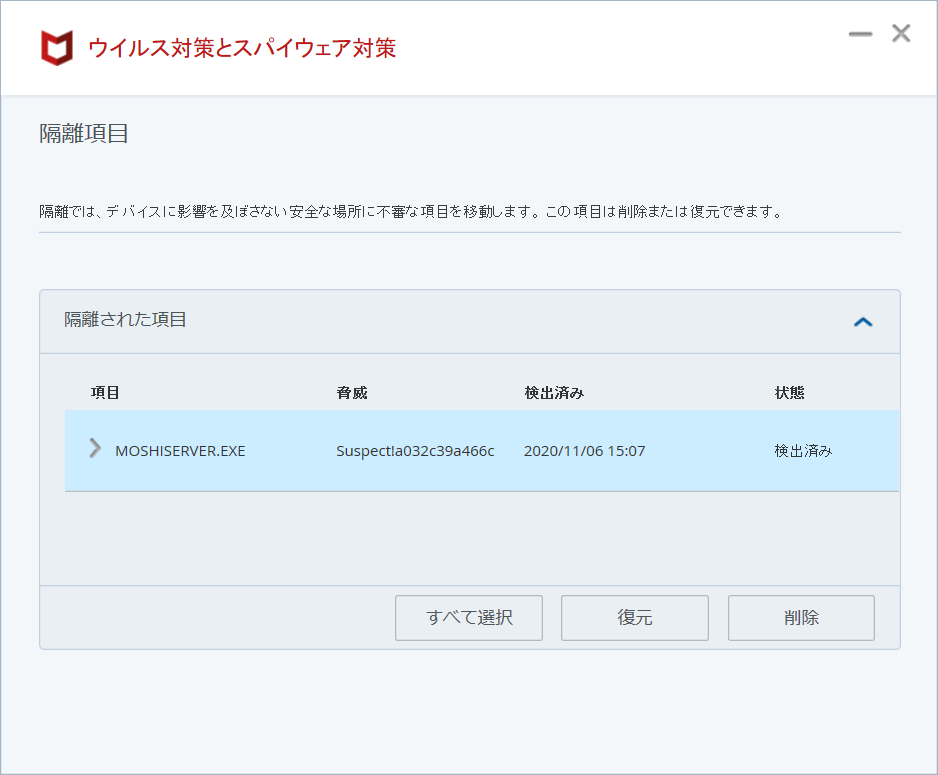 ウイルス対策とスパイウェア対策
隔離項目
隔離では、デバイスに影響を及ぼさない安全な場所に不審な項目を移動します。この項目は削除または復元できます。
隔離された項目
項目 脅威 検出済み 状態
MOSHISERVER.EXE Suspect!a032c39a466c 2020/11/06 15:07 検出済み
すべて選択 復元 削除